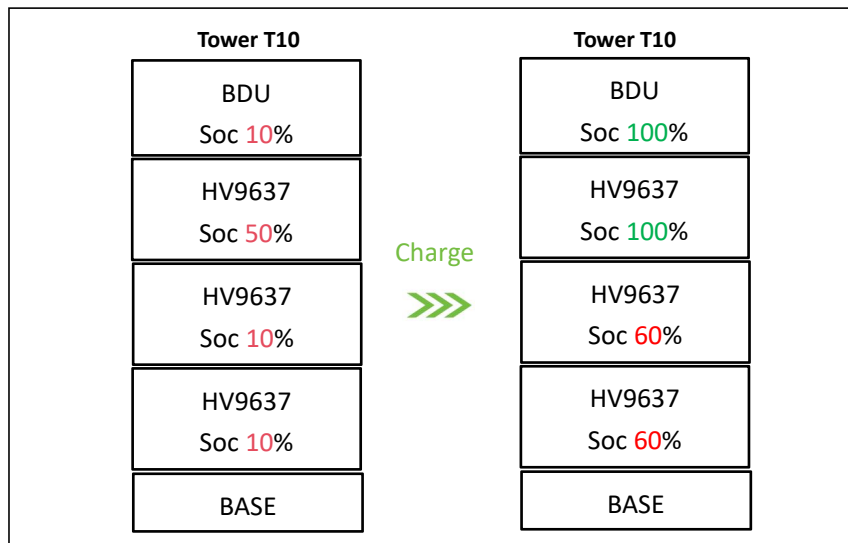 Tower T10
BDU
Soc 10%
HV9637
Soc 50%
HV9637
Soc 10%
HV9637
Soc 10%
BASE
Charge
Tower T10
BDU
Soc 100%
HV9637
Soc 100%
HV9637
Soc 60%
HV9637
Soc 60%
BASE